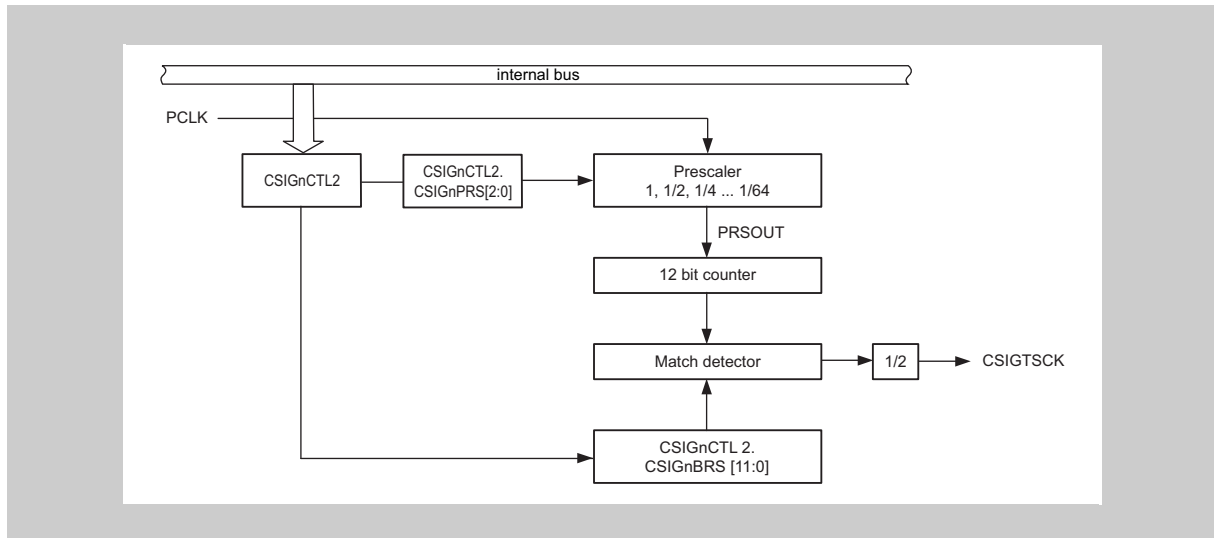 internal bus
PCLK
CSIGnCTL2
CSIGnCTL2.
CSIGnPRS[2:0]
Prescaler
1, 1/2, 1/4 ... 1/64
PRSOUT
12 bit counter
Match detector
1/2
CSIGTSCK
CSIGnCTL 2.
CSIGnBRS [11:0]